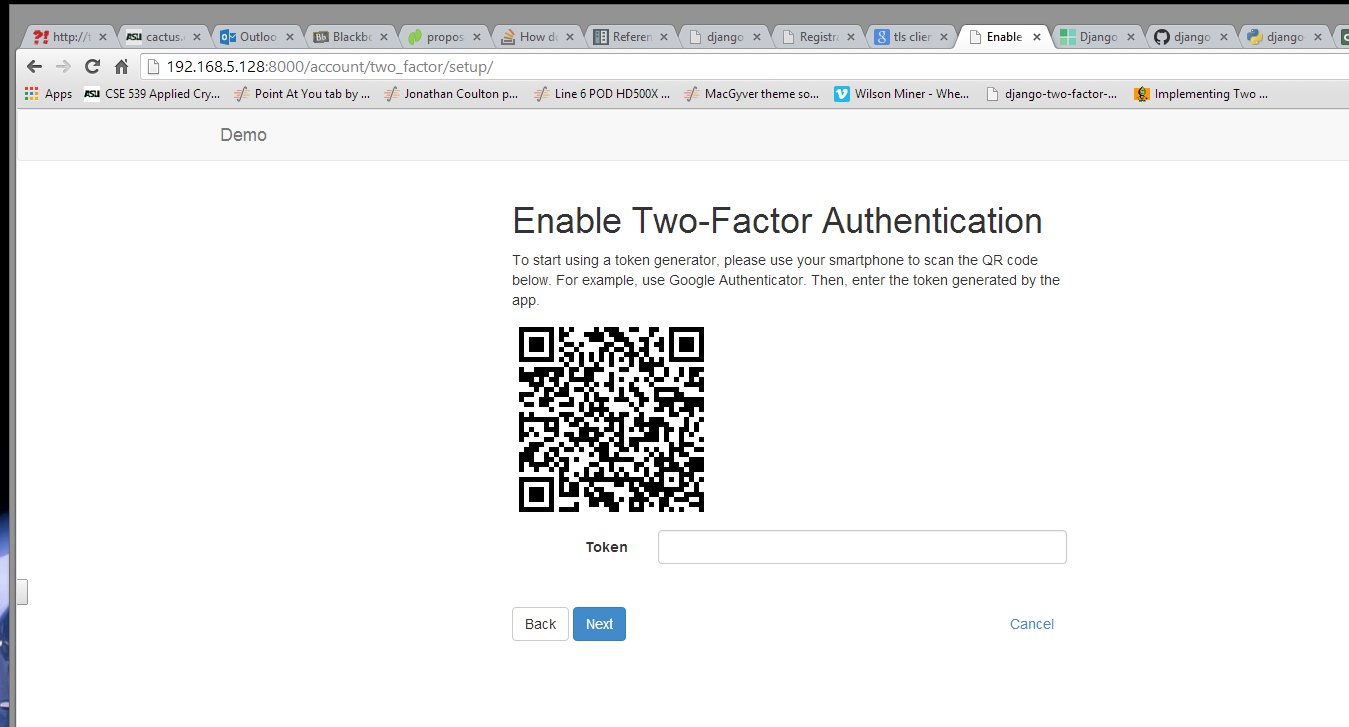 http://t
cactus.
Outloo
Blackbo
propos
How do
Referen
django
Registra
tls clien
Enable
Django
django
django
192.168.5.128:8000/account/two_factor/setup/
Apps
ASU CSE 539 Applied Cry...
Point At You tab by ...
Jonathan Coulton p...
Line 6 POD HD500X ...
MacGyver theme so...
Wilson Miner - Whe...
django-two-factor-...
Implementing Two ...
Demo
Enable Two-Factor Authentication
To start using a token generator, please use your smartphone to scan the QR code
below. For example, use Google Authenticator. Then, enter the token generated by the
app.
Token
Back
Next
Cancel